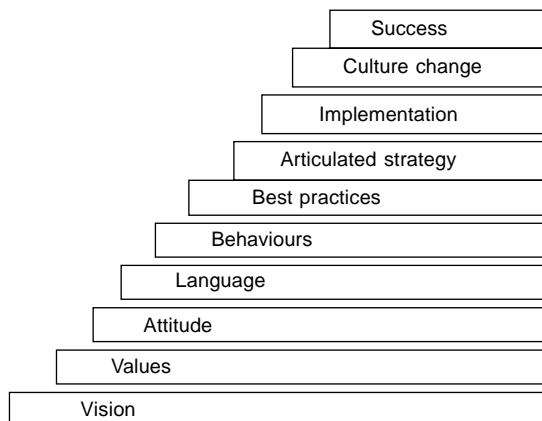 Success
Culture change
Implementation
Articulated strategy
Best practices
Behaviours
Language
Attitude
Values
Vision